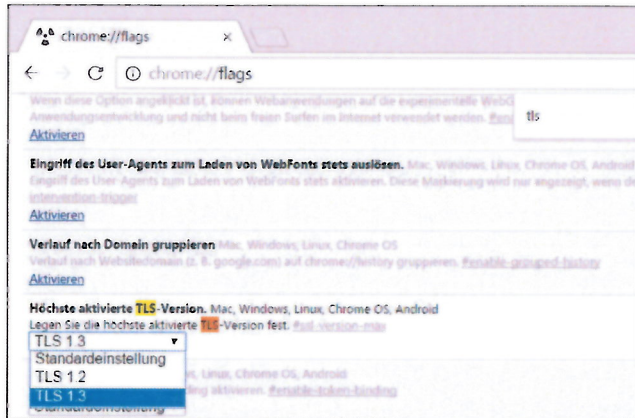 chrome://flags
chrome://flags
tls
Wenn diese Option angeklickt ist, können Webanwendungen auf die experimentelle WebG
Anwendungsentwicklung und nicht beim freien Surfen im Internet verwendet werden.
Aktivieren
Eingriff des User-Agents zum Laden von WebFonts stets auslösen. Mac, Windows, Linux, Chrome OS, Android
Eingriff des User-Agents zum Laden von WebFonts stets aktivieren. Diese Markierung wird nur angezeigt, wenn
intervention-trigger
Aktivieren
Verlauf nach Domain gruppieren Mac, Windows, Linux, Chrome OS
Verlauf nach Websitedomain (z. B. google.com) auf chrome://history gruppieren. #enable-grouped-history
Aktivieren
Höchste aktivierte TLS-Version. Mac, Windows, Linux, Chrome OS, Android
Legen Sie die höchste aktivierte TLS-Version fest. #ssl-version-max
TLS 1.3
Standardeinstellung
TLS 1.2
TLS 1.3
Linux, Chrome OS, Android
aktivieren. #enable-token-binding
Standardeinstellung